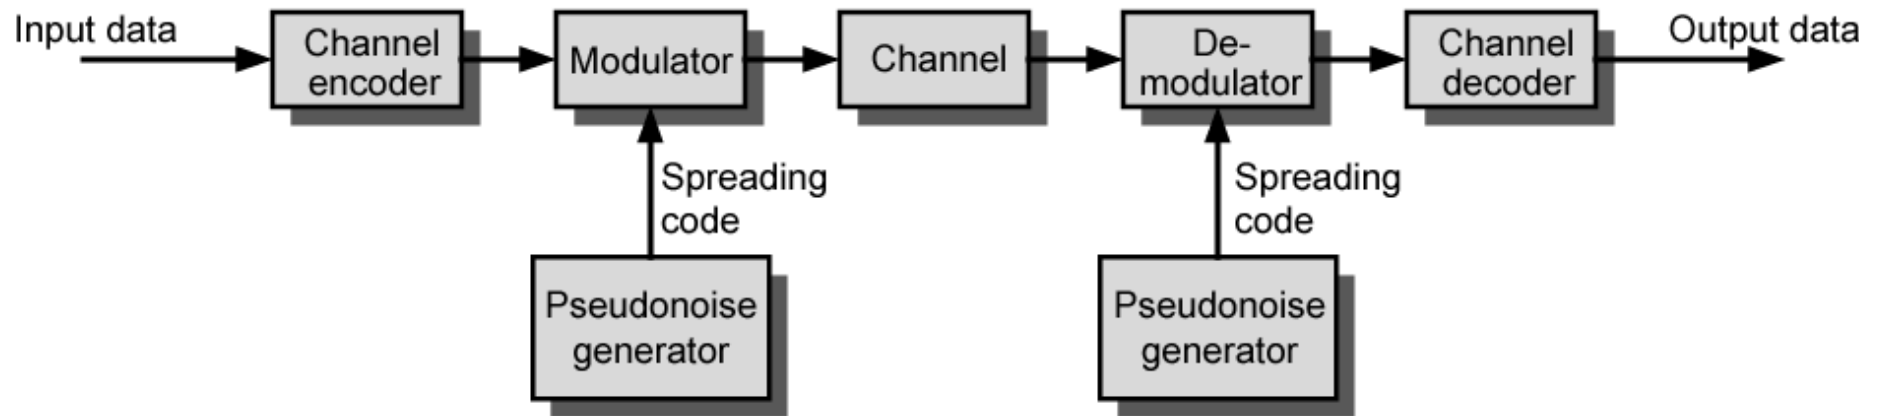 Input data
Channel
encoder
Modulator
Channel
De-
modulator
Channel
decoder
Output data
Spreading
code
Spreading
code
Pseudonoise
generator
Pseudonoise
generator